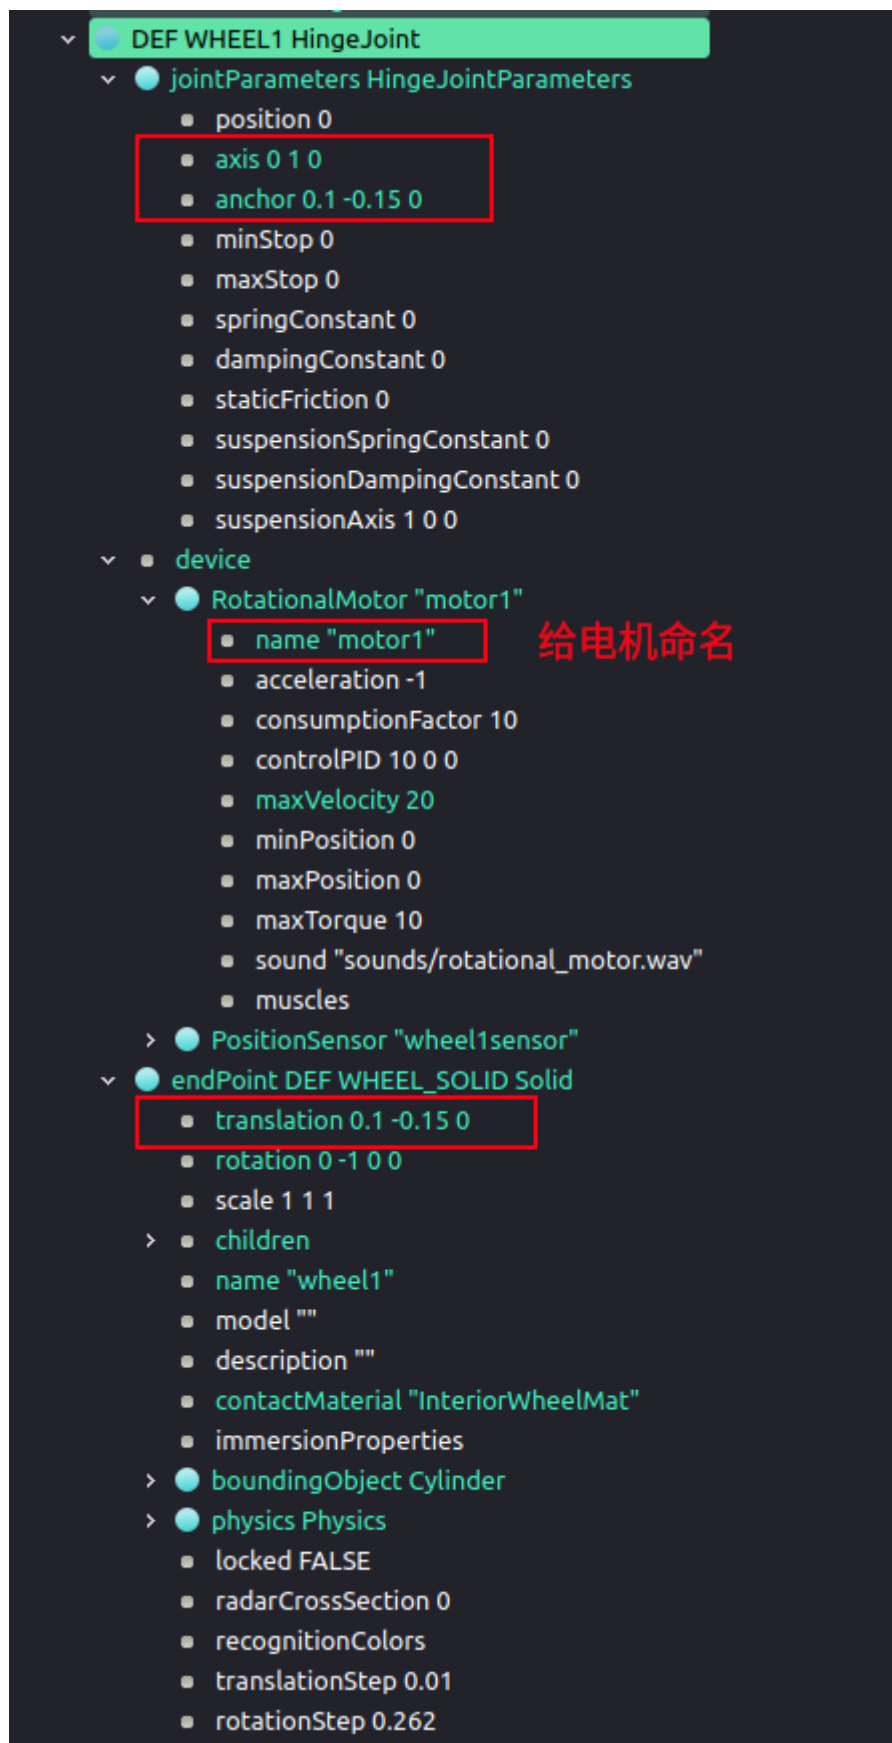 DEF WHEEL1 HingeJoint
jointParameters HingeJointParameters
position 0
axis 0 1 0
anchor 0.1 -0.15 0
minStop 0
maxStop 0
springConstant 0
dampingConstant 0
staticFriction 0
suspensionSpringConstant 0
suspensionDampingConstant 0
suspensionAxis 1 0 0
device
RotationalMotor "motor1"
name "motor1" 给电机命名
acceleration -1
consumptionFactor 10
controlPID 10 0 0
maxVelocity 20
minPosition 0
maxPosition 0
maxTorque 10
sound "sounds/rotational_motor.wav"
muscles
PositionSensor "wheel1sensor"
endPoint DEF WHEEL_SOLID Solid
translation 0.1 -0.15 0
rotation 0 -1 0 0
scale 1 1 1
children
name "wheel1"
model ""
description ""
contactMaterial "InteriorWheelMat"
immersionProperties
boundingObject Cylinder
physics Physics
locked FALSE
radarCrossSection 0
recognitionColors
translationStep 0.01
rotationStep 0.262